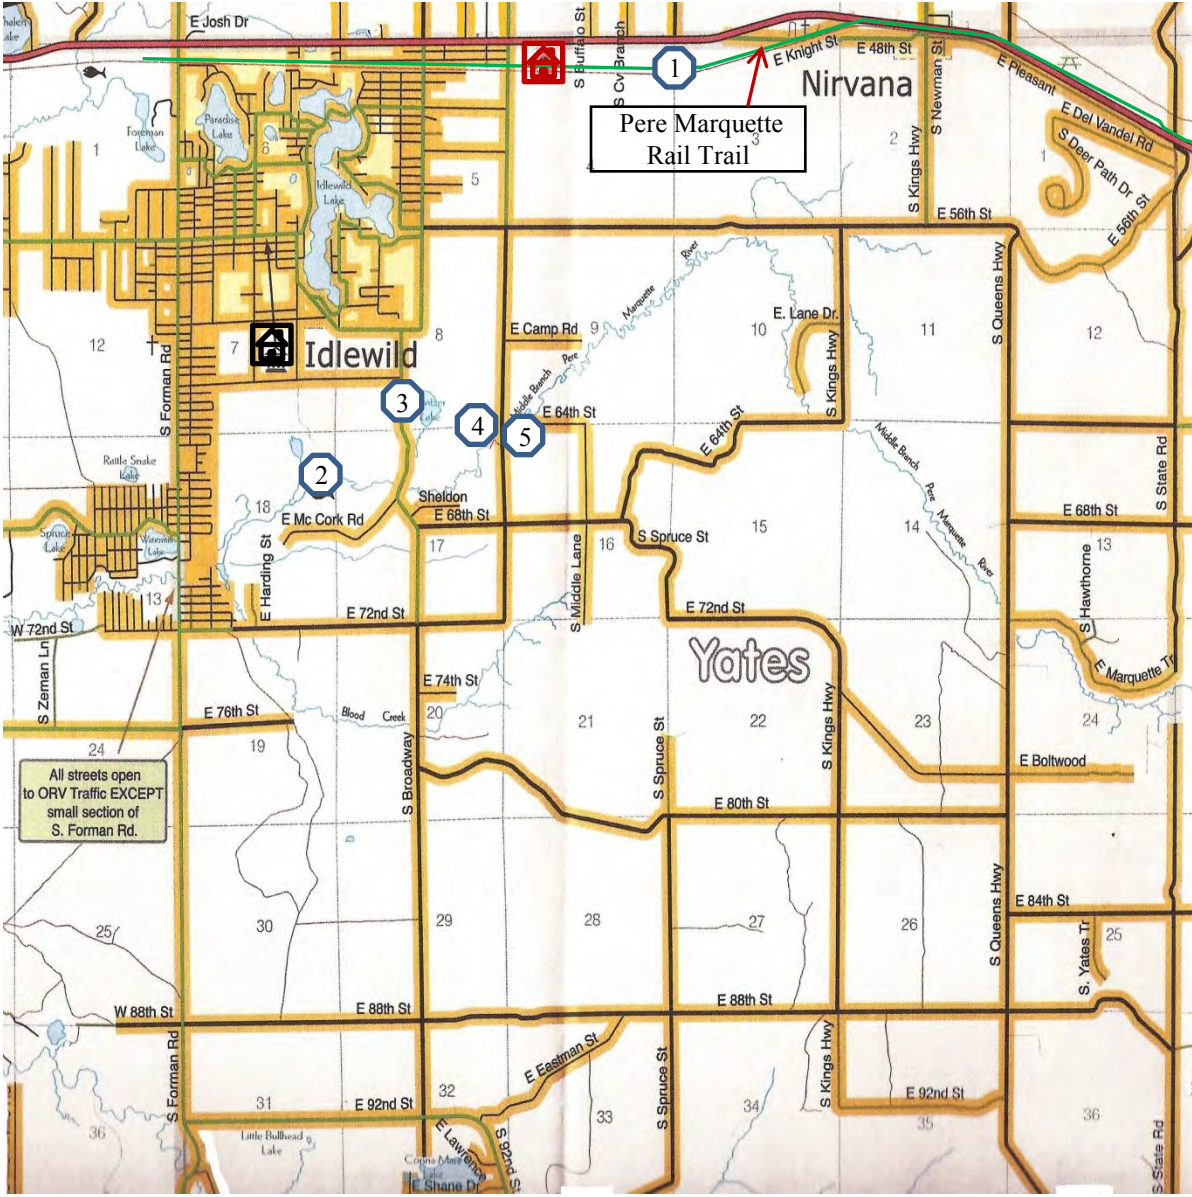 E Josh Dr
S Buffalo St
S Cv Branch
1
E Knight St
E 48th St
S Newman St
E Pleasant
Nirvana
Pere Marquette
Rail Trail
E Del Vandel Rd
S Deer Path Dr
E 56th St
Foreman
Lake
Paradise
Lake
Idlewild
Lake
1
6
5
3
2
1
S Kings Hwy
E 56th St
S Queens Hwy
Marquette
River
Middle Branch
Pere
E Lane Dr.
E Camp Rd
12
7
8
9
10
11
12
Idlewild
S Forman Rd
S Kings Hwy
3
Lake
4
5
E 64th St
E 64th St
Middle Branch
Pere
Marquette
River
S State Rd
Rattle Snake
Lake
2
18
Sheldon
E Mc Cork Rd
E 68th St
17
16
15
14
13
E 68th St
Spruce
Lake
Lake
S Spruce St
E Harding St
S Middle Lane
S Hawthorne
13
W 72nd St
E 72nd St
E 72nd St
Yates
E Marquette Tr
S Zeman Ln
E 74th St
E 76th St
Blood Creek
20
21
22
23
24
24
19
S Broadway
S Spruce St
S Kings Hwy
E Boltwood
All streets open
to ORV Traffic EXCEPT
small section of
S. Forman Rd.
E 80th St
S Queens Hwy
E 84th St
25
30
29
28
27
26
25
S. Yates Tr
W 88th St
E 88th St
E 88th St
S Forman Rd
E Eastman St
S Spruce St
S Kings Hwy
36
31
E 92nd St
32
33
34
E 92nd St
35
36
Little Bullhead
Lake
E Lawrence
S 92nd St
E Shane Dr
S State Rd